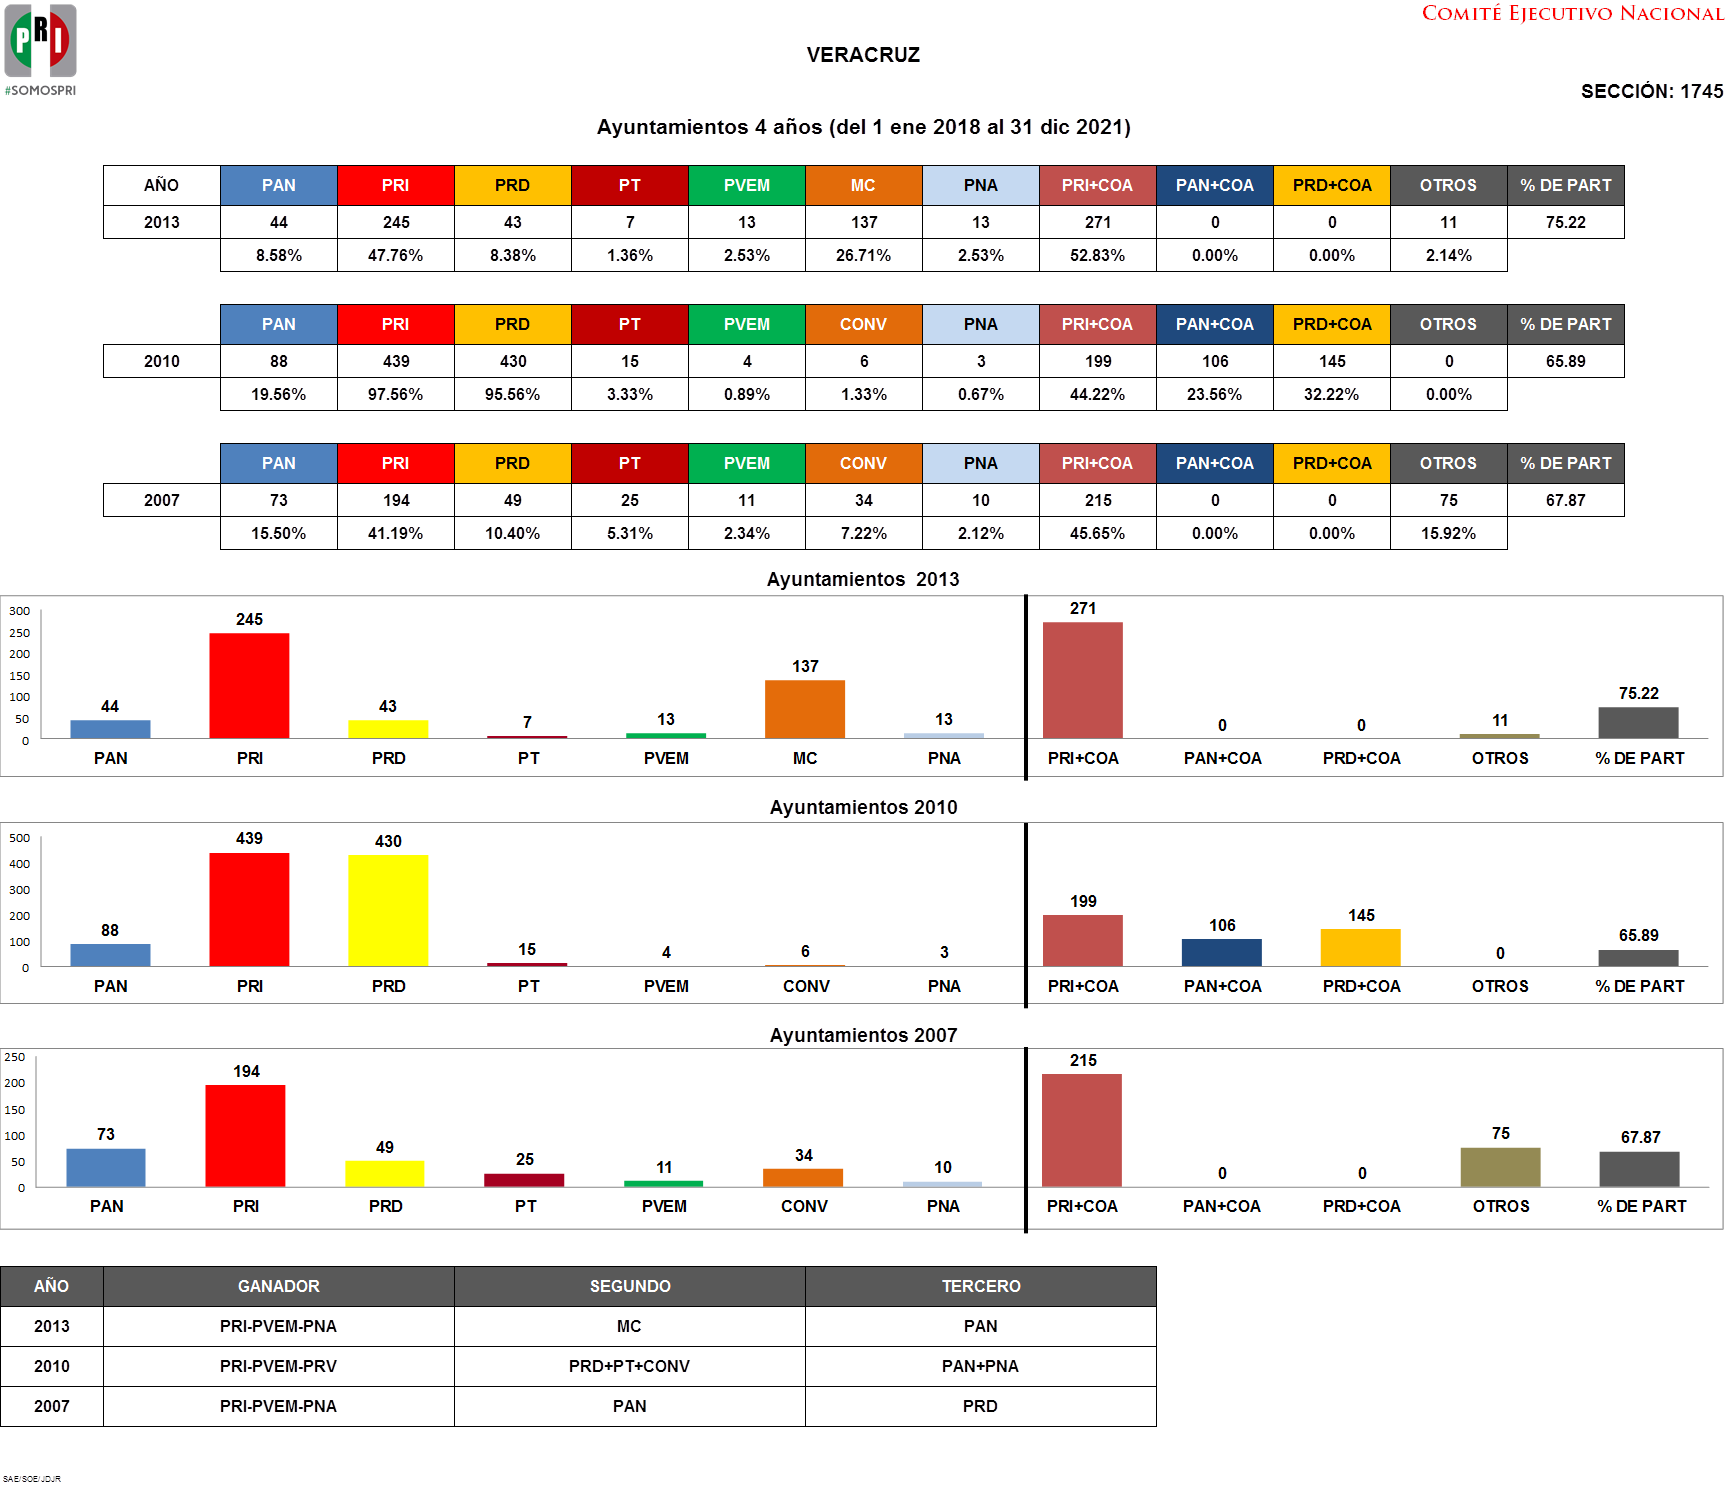 COMITÉ EJECUTIVO NACIONAL
PRI
#SOMOSPRI
VERACRUZ
SECCIÓN: 1745
Ayuntamientos 4 años (del 1 ene 2018 al 31 dic 2021)
AÑO PAN PRI PRD PT PVEM MC PNA PRI+COA PAN+COA PRD+COA OTROS % DE PART
2013 44 245 43 7 13 137 13 271 0 0 11 75.22
8.58% 47.76% 8.38% 1.36% 2.53% 26.71% 2.53% 52.83% 0.00% 0.00% 2.14%
PAN PRI PRD PT PVEM CONV PNA PRI+COA PAN+COA PRD+COA OTROS % DE PART
2010 88 439 430 15 4 6 3 199 106 145 0 65.89
19.56% 97.56% 95.56% 3.33% 0.89% 1.33% 0.67% 44.22% 23.56% 32.22% 0.00%
PAN PRI PRD PT PVEM CONV PNA PRI+COA PAN+COA PRD+COA OTROS % DE PART
2007 73 194 49 25 11 34 10 215 0 0 75 67.87
15.50% 41.19% 10.40% 5.31% 2.34% 7.22% 2.12% 45.65% 0.00% 0.00% 15.92%
Ayuntamientos 2013
300
250
200
150
100
50
0
44 245 43 7 13 137 13 271 0 0 11 75.22
PAN PRI PRD PT PVEM MC PNA PRI+COA PAN+COA PRD+COA OTROS % DE PART
Ayuntamientos 2010
500
400
300
200
100
0
88 439 430 15 4 6 3 199 106 145 0 65.89
PAN PRI PRD PT PVEM CONV PNA PRI+COA PAN+COA PRD+COA OTROS % DE PART
Ayuntamientos 2007
250
200
150
100
50
0
73 194 49 25 11 34 10 215 0 0 75 67.87
PAN PRI PRD PT PVEM CONV PNA PRI+COA PAN+COA PRD+COA OTROS % DE PART
AÑO GANADOR SEGUNDO TERCERO
2013 PRI-PVEM-PNA MC PAN
2010 PRI-PVEM-PRV PRD+PT+CONV PAN+PNA
2007 PRI-PVEM-PNA PAN PRD
SAE/SOE/JDJR